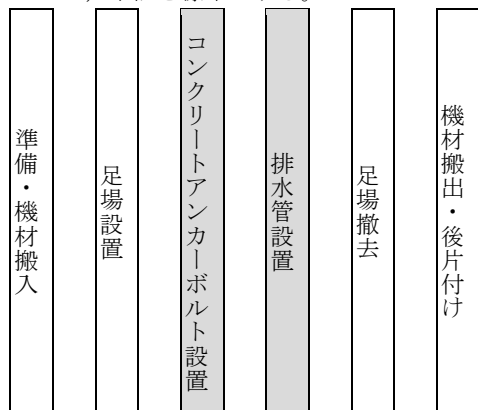 準備・機材搬入
足場設置
コンクリートアンカーボルト設置
排水管設置
足場撤去
機材搬出・後片付け